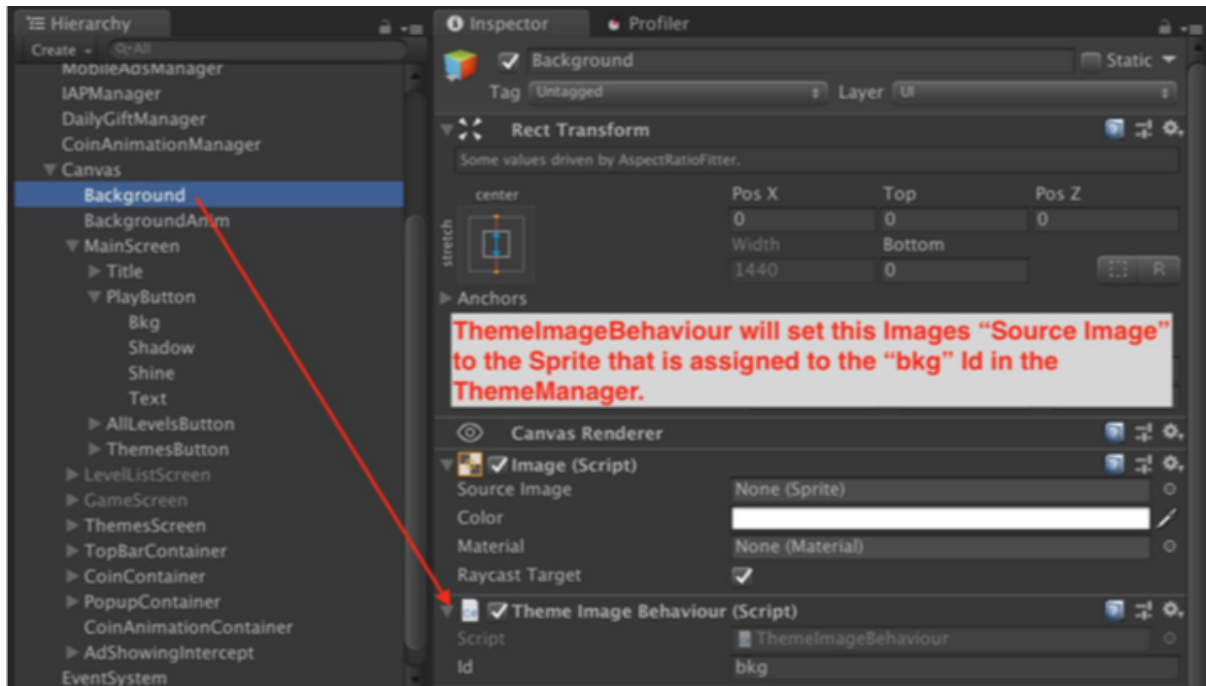 Hierarchy
Create
All
MobileAdsManager
IAPManager
DailyGiftManager
CoinAnimationManager
Canvas
Background
BackgroundAnim
MainScreen
Title
PlayButton
Bkg
Shadow
Shine
Text
AllLevelsButton
ThemesButton
LevelListScreen
GameScreen
ThemesScreen
TopBarContainer
CoinContainer
PopupContainer
CoinAnimationContainer
AdShowingIntercept
EventSystem
Inspector Profiler
Background Static
Tag Untagged Layer UI
Rect Transform
Some values driven by AspectRatioFitter.
center Pos X Top Pos Z
stretch
0 0 0
Width Bottom
1440 0 R
Anchors
ThemeImageBehaviour will set this Images “Source Image”
to the Sprite that is assigned to the “bkg” Id in the
ThemeManager.
Canvas Renderer
Image (Script)
Source Image None (Sprite)
Color
Material None (Material)
Raycast Target
Theme Image Behaviour (Script)
Script ThemeImageBehaviour
Id bkg